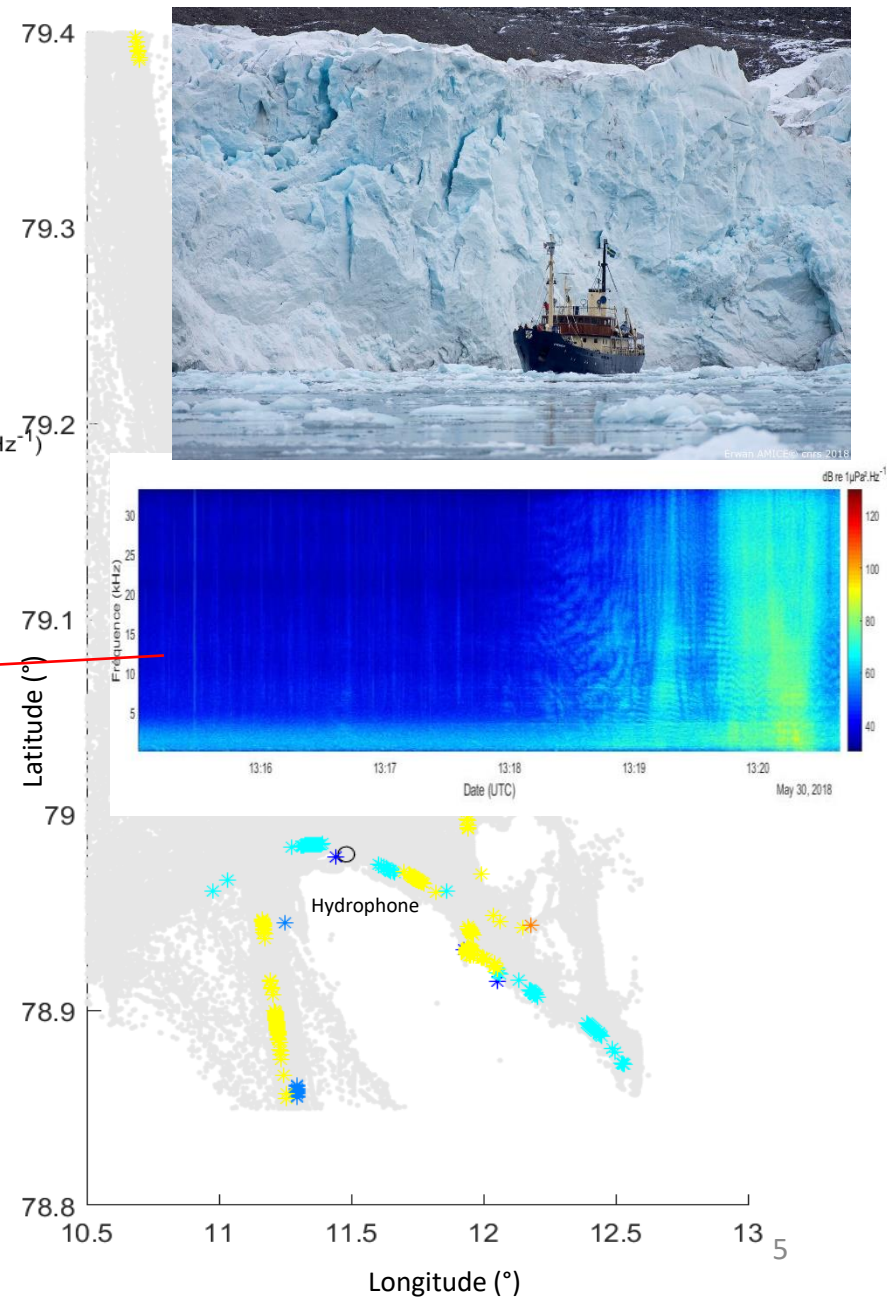 79.4
79.3
79.2
Hz⁻¹)
79.1
Latitude (°)
79
78.9
78.8
10.5 11 11.5 12 12.5 13
Longitude (°)
Erwan AMICE© cnrs 2018
dB re 1µPa².Hz⁻¹
120
100
80
60
40
30
25
20
15
10
5
Fréquence (kHz)
13:16 13:17 13:18 13:19 13:20
Date (UTC)
May 30, 2018
Hydrophone
5